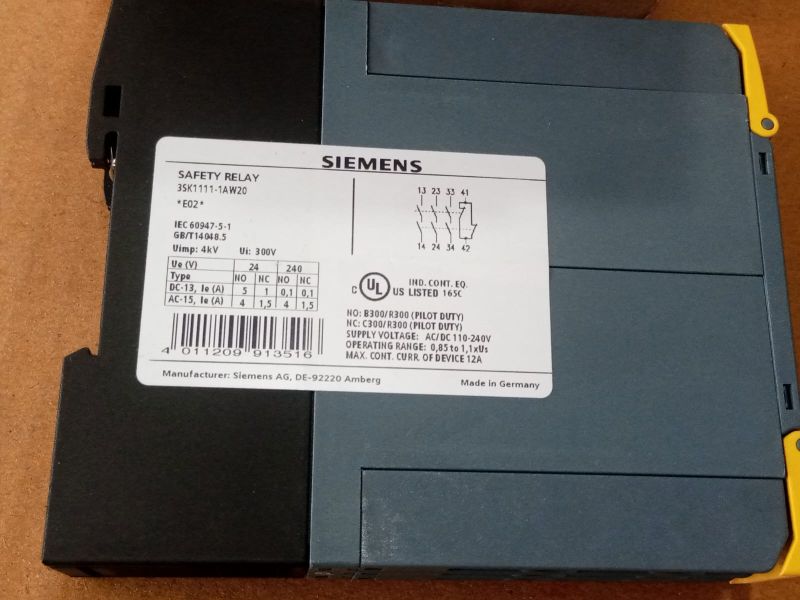 SIEMENS
SAFETY RELAY
3SK1111-1AW20
*E02*
IEC 60947-5-1
GB/T14048.5
Uimp: 4kV Ui: 300V
Ue (V) 24 240
Type NO NC NO NC
DC-13, Ie (A) 5 1 0,1 0,1
AC-15, Ie (A) 4 1,5 4 1,5
4 011209 913516
13 23 33 41
14 24 34 42
C UL US LISTED IND. CONT. EQ. 165C
NO: B300/R300 (PILOT DUTY)
NC: C300/R300 (PILOT DUTY)
SUPPLY VOLTAGE: AC/DC 110-240V
OPERATING RANGE: 0,85 to 1,1xUs
MAX. CONT. CURR. OF DEVICE 12A
Manufacturer: Siemens AG, DE-92220 Amberg
Made in Germany